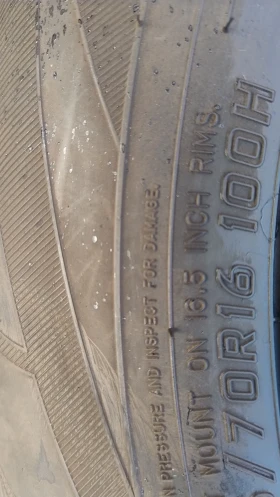 PRESSURE AND INSPECT FOR DAMAGE.
MOUNT ON 16.5 INCH RIMS.
/70R16 100H